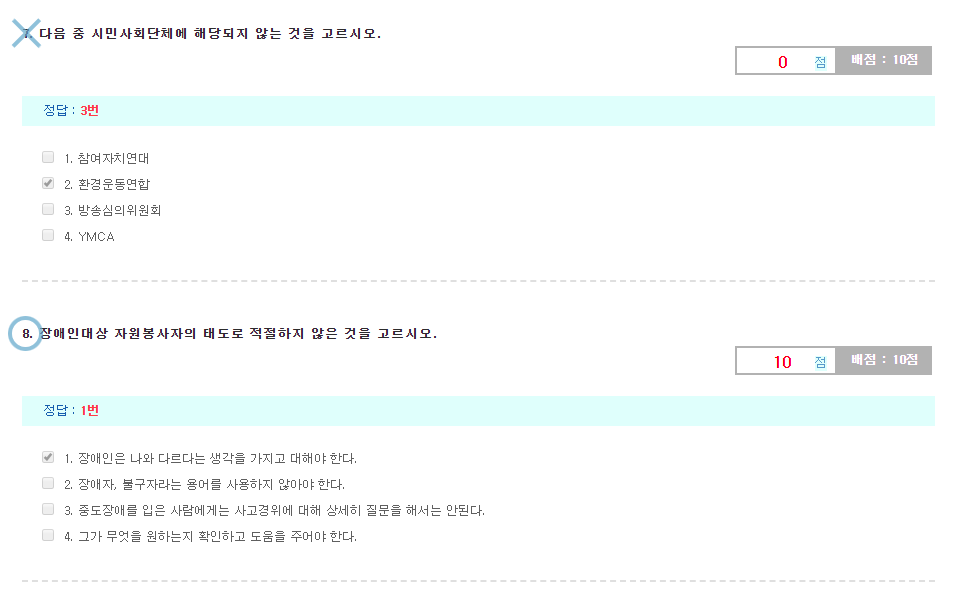 7. 다음 중 시민사회단체에 해당되지 않는 것을 고르시오.
0 점 배점 : 10점
정답 : 3번
1. 참여자치연대
2. 환경운동연합
3. 방송심의위원회
4. YMCA
8. 장애인대상 자원봉사자의 태도로 적절하지 않은 것을 고르시오.
10 점 배점 : 10점
정답 : 1번
1. 장애인은 나와 다르다는 생각을 가지고 대해야 한다.
2. 장애자, 불구자라는 용어를 사용하지 않아야 한다.
3. 중도장애를 입은 사람에게는 사고경위에 대해 상세히 질문을 해서는 안된다.
4. 그가 무엇을 원하는지 확인하고 도움을 주어야 한다.